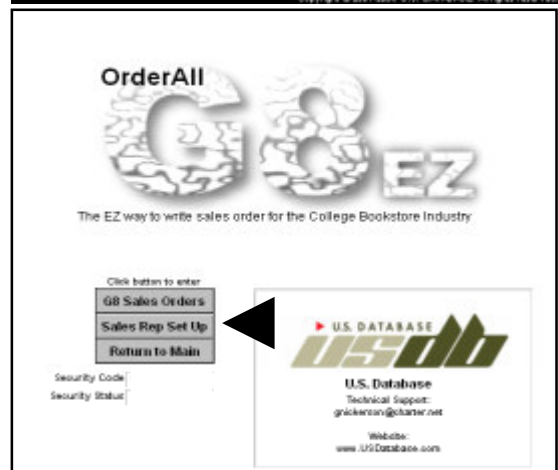 OrderAll
G8 EZ
The EZ way to write sales order for the College Bookstore Industry
Click button to enter
G8 Sales Orders
Sales Rep Set Up
Return to Main
Security Code
Security Status
U.S. DATABASE
usdb
U.S. Database
Technical Support:
gnickerson@charter.net
Website:
www.USDatabase.com